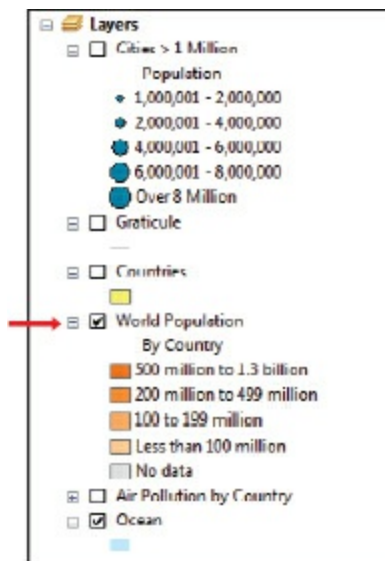 Layers
Cities > 1 Million
Population
1,000,001 - 2,000,000
2,000,001 - 4,000,000
4,000,001 - 6,000,000
6,000,001 - 8,000,000
Over 8 Million
Graticule
Countries
World Population
By Country
500 million to 1.3 billion
200 million to 499 million
100 to 199 million
Less than 100 million
No data
Air Pollution by Country
Ocean